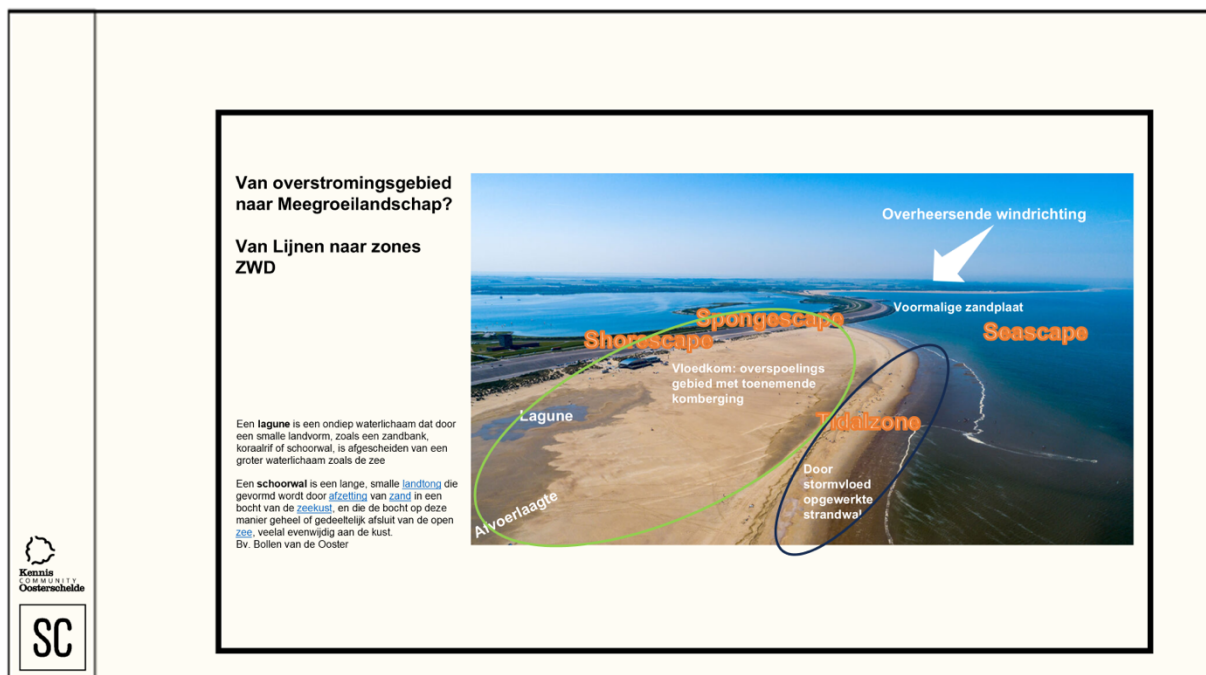 Van overstromingsgebied
naar Meegroeilandschap?
Van Lijnen naar zones
ZWD
Een lagune is een ondiep waterlichaam dat door
een smalle landvorm, zoals een zandbank,
koraalrif of schoorwal, is afgescheiden van een
groter waterlichaam zoals de zee
Een schoorwal is een lange, smalle landtong die
gevormd wordt door afzetting van zand in een
bocht van de zeekust, en die de bocht op deze
manier geheel of gedeeltelijk afsluit van de open
zee, veelal evenwijdig aan de kust.
Bv. Bollen van de Ooster
Overheersende windrichting
Voormalige zandplaat
Seascape
Spongescape
Shorescape
Vloedkom: overspoelings
gebied met toenemende
komberging
Lagune
Tidalzone
Door
stormvloed
opgewerkte
strandwal
Afvoerlaagte
Kennis
COMMUNITY
Oosterschelde
SC